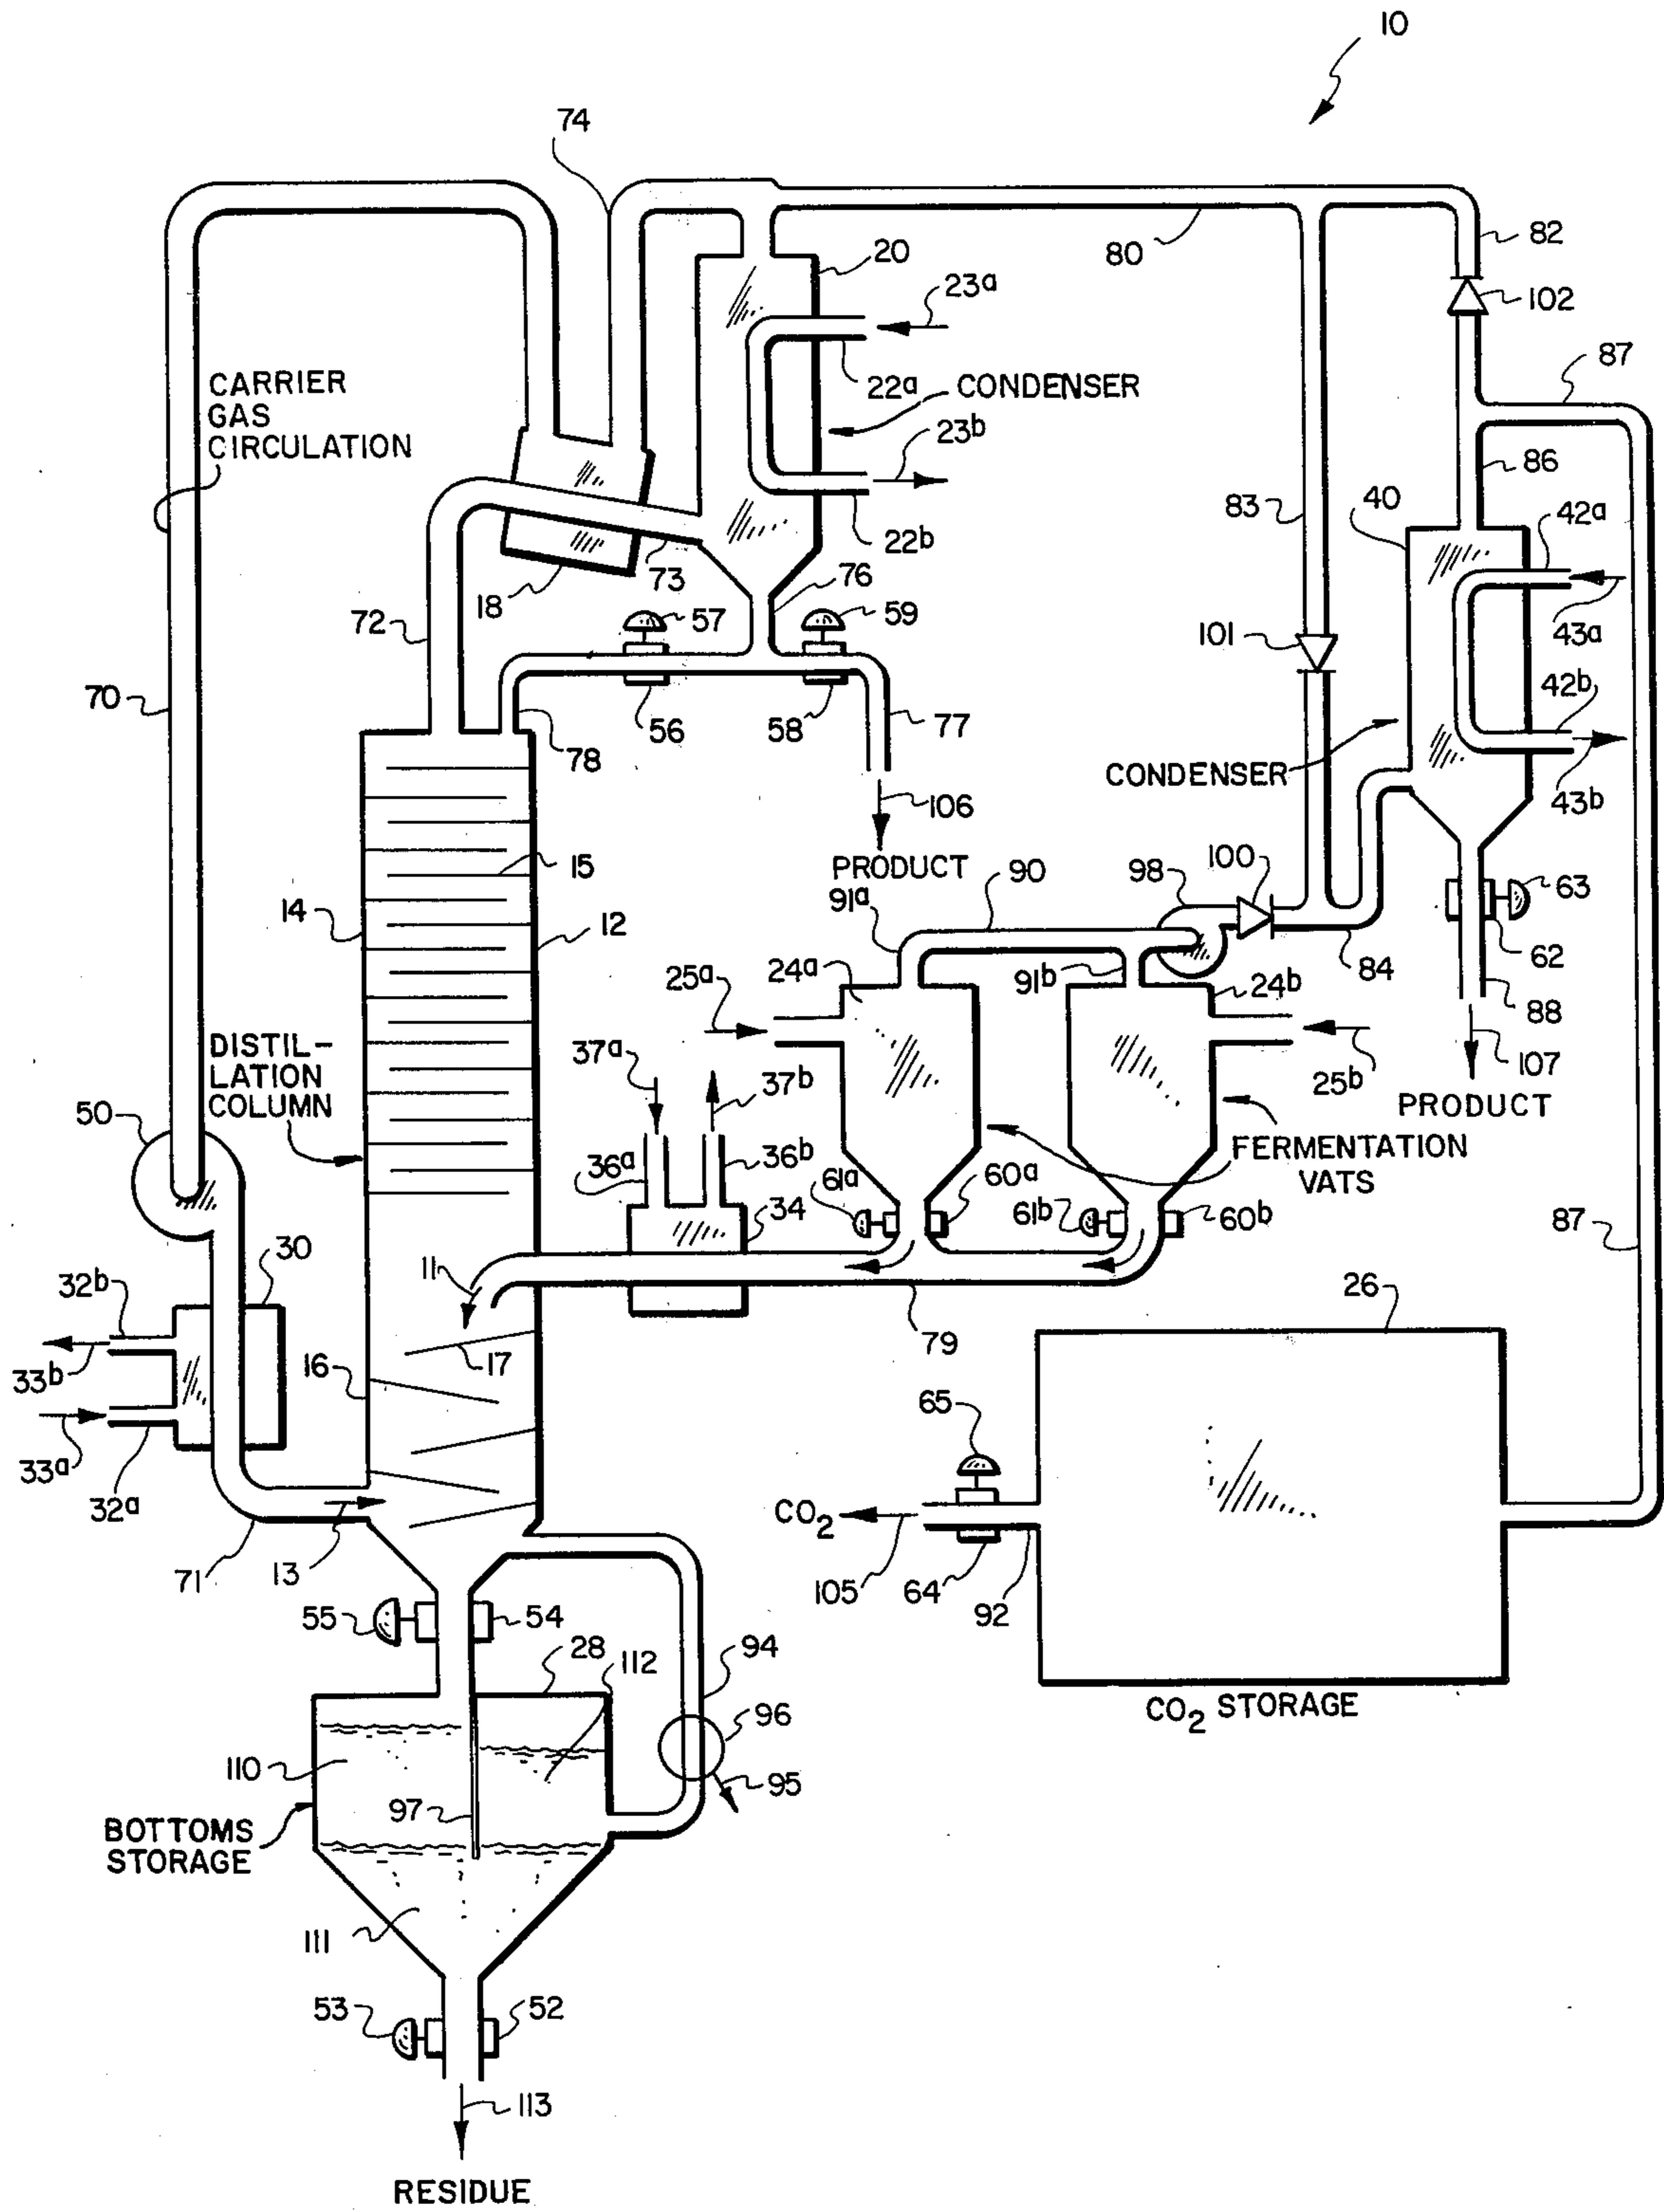 10
74
82
20
80
23a
102
22a
CARRIER
GAS
CIRCULATION
CONDENSER
87
23b
86
40
42a
83
22b
73
76
18
57
59
72
101
43a
70
56
58
77
42b
78
CONDENSER
43b
106
15
PRODUCT
90
98
100
63
91a
14
12
62
24a
91b
24b
84
25a
88
DISTIL-
LATION
COLUMN
37a
37b
25b
107
PRODUCT
50
36a
36b
61a
60a
FERMENTATION
VATS
34
61b
60b
87
30
11
32b
26
79
33b
16
17
65
33a
32a
CO2
71
13
105
64
92
55
54
28
112
94
CO2 STORAGE
96
110
95
97
BOTTOMS
STORAGE
111
53
52
113
RESIDUE